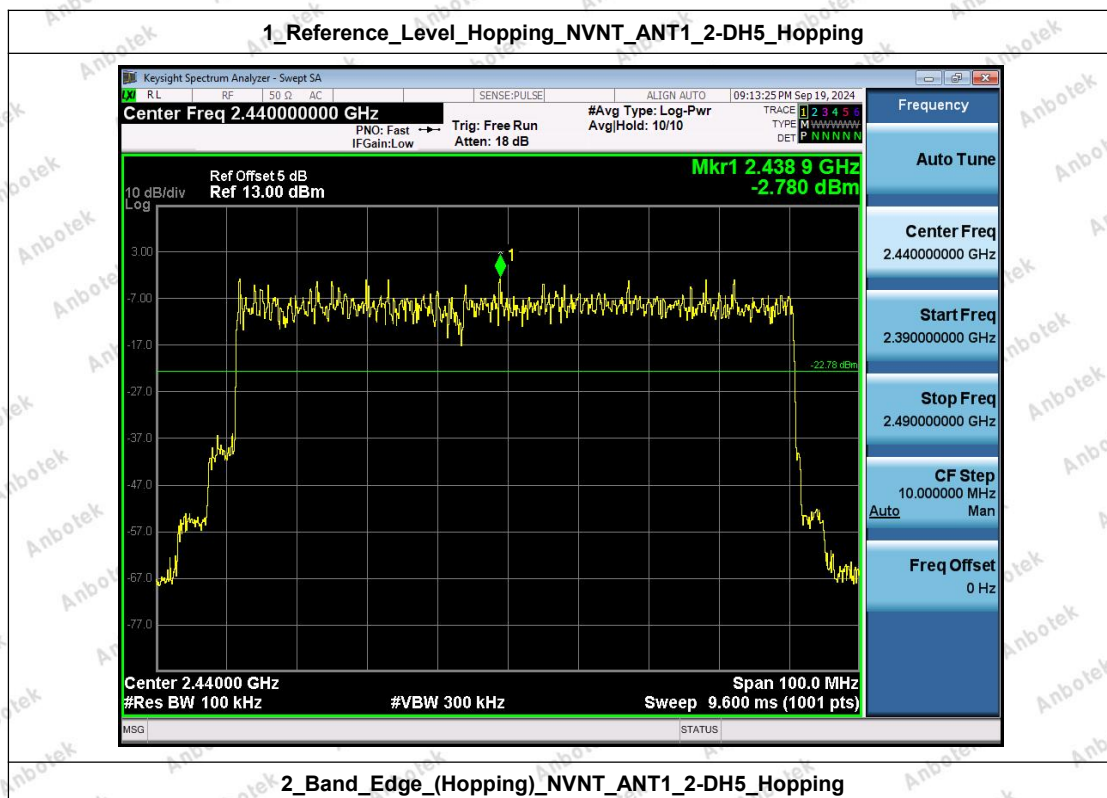 1_Reference_Level_Hopping_NVNT_ANT1_2-DH5_Hopping
Keysight Spectrum Analyzer - Swept SA
LXI RL RF 50 Ω AC SENSE:PULSE ALIGN AUTO 09:13:25 PM Sep 19, 2024
Center Freq 2.440000000 GHz
PNO: Fast
IFGain:Low
Trig: Free Run
Atten: 18 dB
#Avg Type: Log-Pwr
Avg|Hold: 10/10
TRACE 1 2 3 4 5 6
TYPE M WWWWW
DET P N N N N N
Frequency
Auto Tune
Center Freq
2.440000000 GHz
Start Freq
2.390000000 GHz
Stop Freq
2.490000000 GHz
CF Step
10.000000 MHz
Auto Man
Freq Offset
0 Hz
Mkr1 2.438 9 GHz
-2.780 dBm
Ref Offset 5 dB
10 dB/div Ref 13.00 dBm
Log
3.00
-7.00
-17.0
-27.0
-37.0
-47.0
-57.0
-67.0
-77.0
1
-22.78 dBm
Center 2.44000 GHz Span 100.0 MHz
#Res BW 100 kHz #VBW 300 kHz Sweep 9.600 ms (1001 pts)
MSG STATUS
2_Band_Edge_(Hopping)_NVNT_ANT1_2-DH5_Hopping
Anbotek